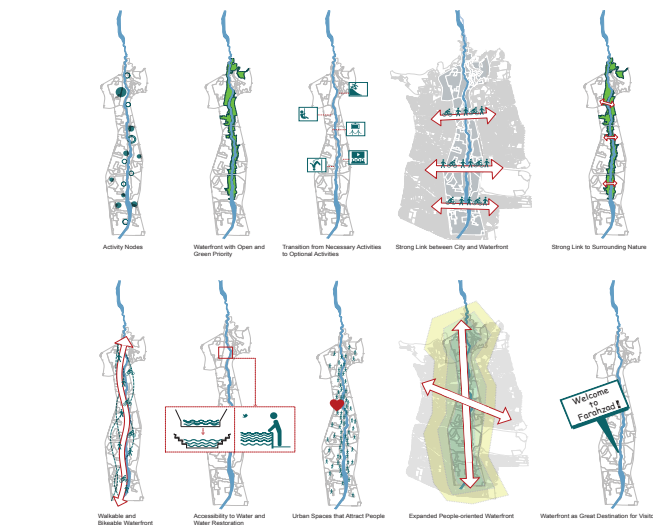 Activity Nodes
Waterfront with Open and
Green Priority
Transition from Necessary Activities
to Optional Activities
Strong Link between City and Waterfront
Strong Link to Surrounding Nature
Welcome
to
Farahzad!
Walkable and
Bikeable Waterfront
Accessibility to Water and
Water Restoration
Urban Spaces that Attract People
Expanded People-oriented Waterfront
Waterfront as Great Destination for Visito